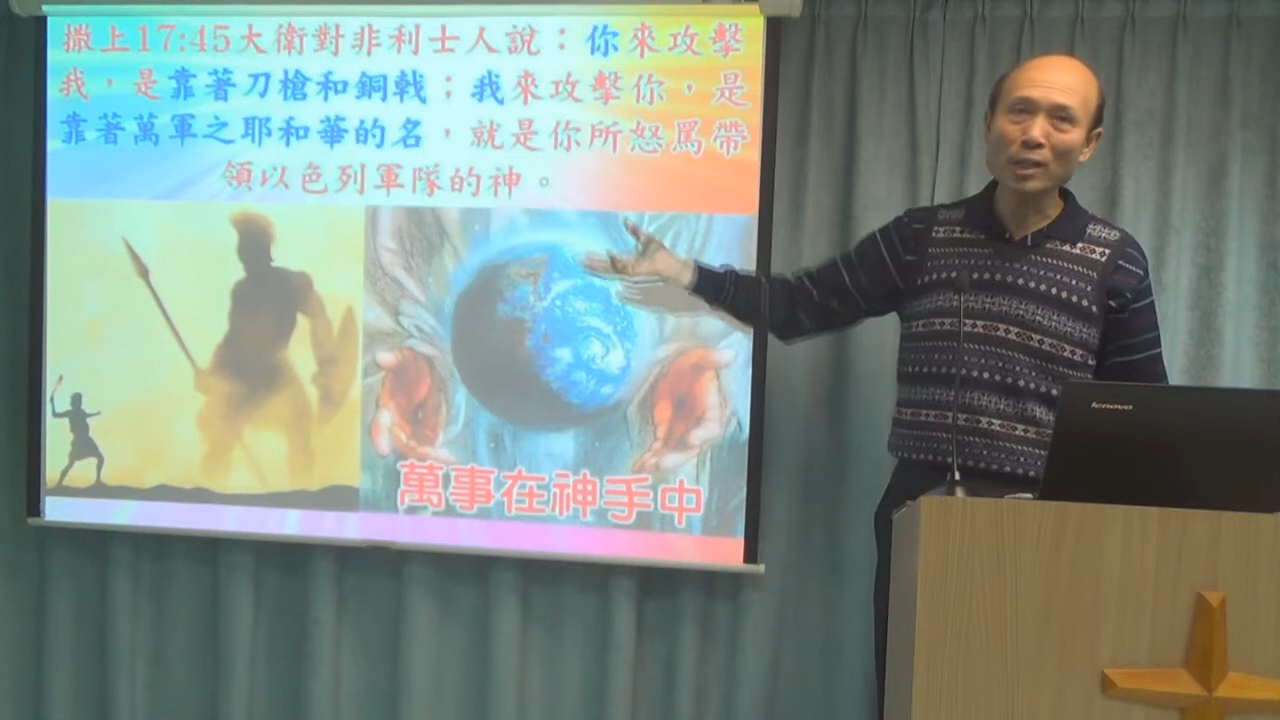 撒上17:45大衛對非利士人說：你來攻擊
我，是靠著刀槍和銅戟；我來攻擊你，是
靠著萬軍之耶和華的名，就是你所怒罵帶
領以色列軍隊的神。
萬事在神手中
lenovo